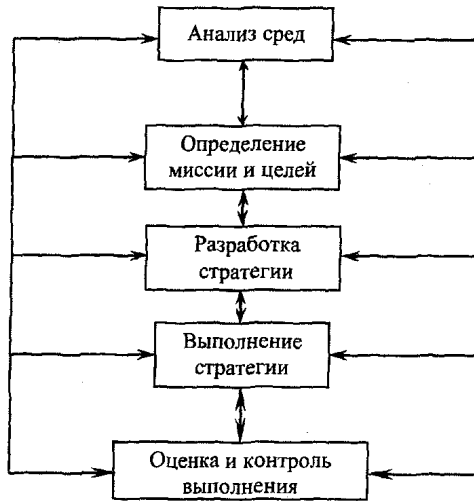 Анализ сред
Определение
миссии и целей
Разработка
стратегии
Выполнение
стратегии
Оценка и контроль
выполнения